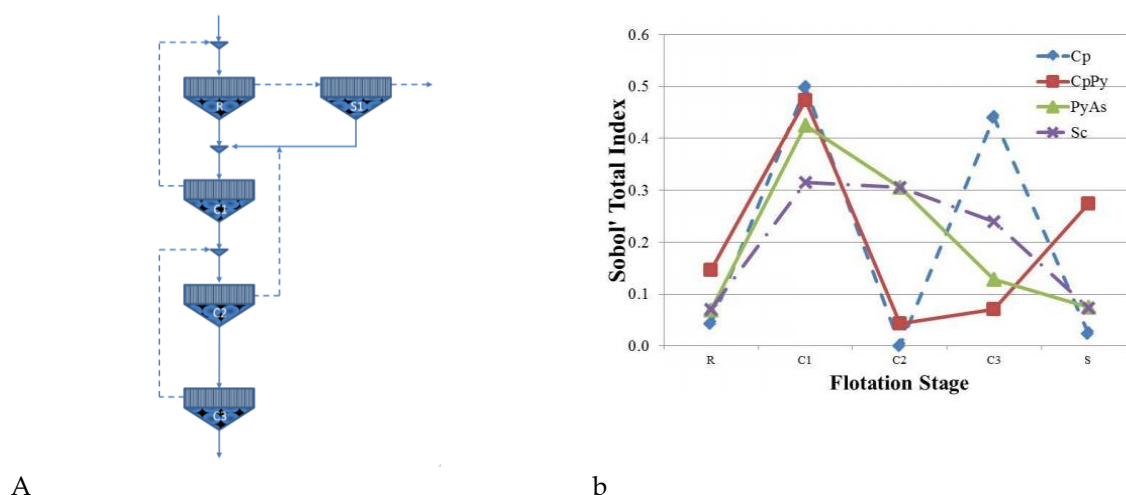 R
S1
C1
C2
C3
A
Sobol' Total Index
0.6
0.5
0.4
0.3
0.2
0.1
0.0
Cp
CpPy
PyAs
Sc
R
C1
C2
C3
S
Flotation Stage
b